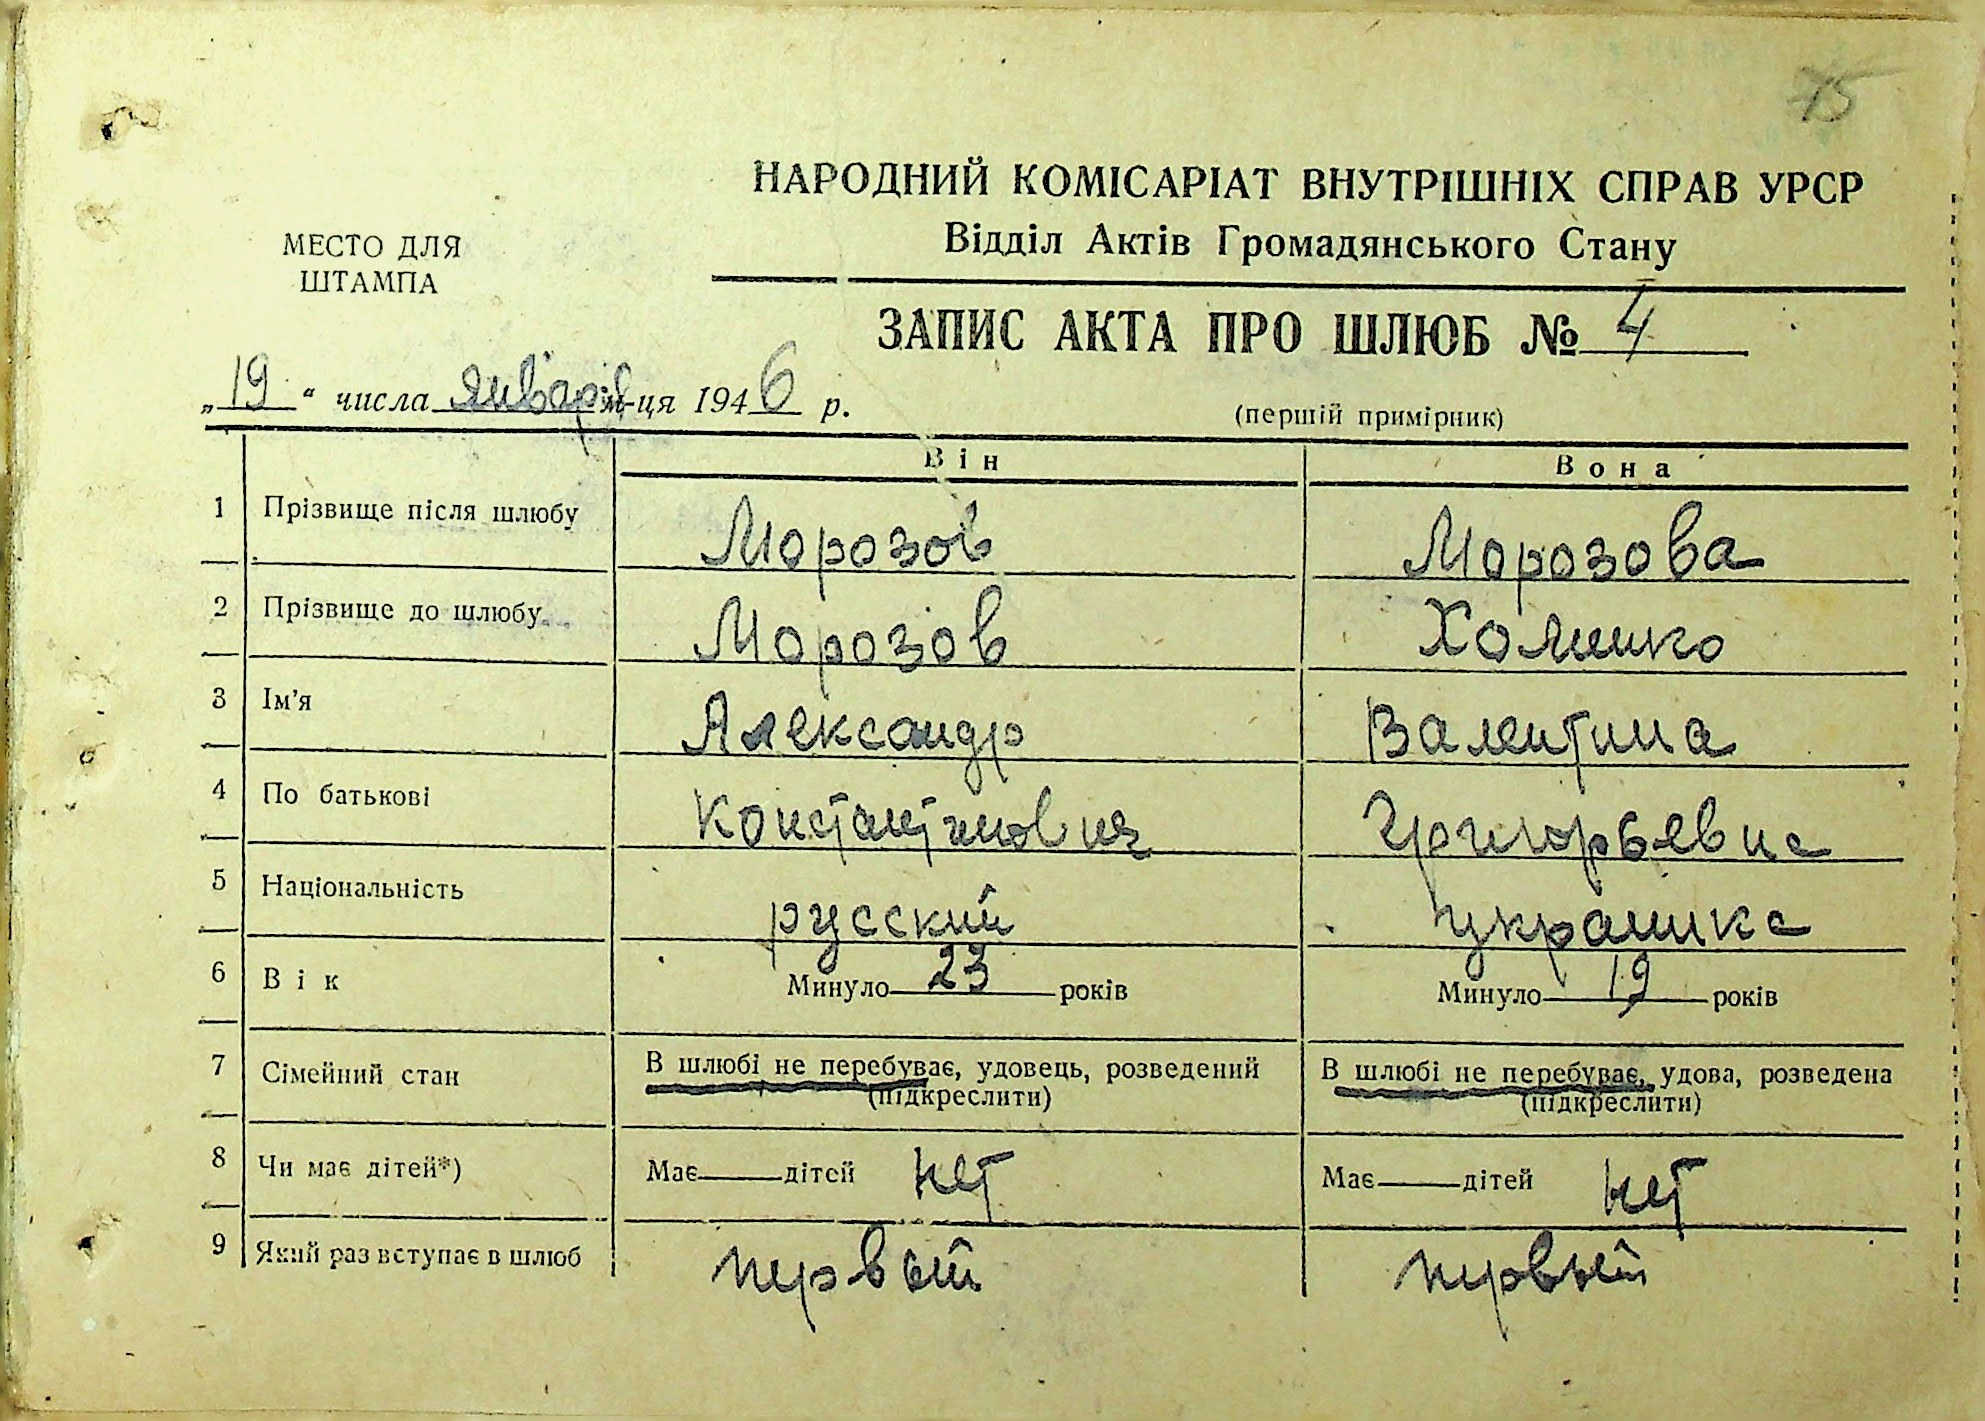 75
НАРОДНИЙ КОМІСАРІАТ ВНУТРІШНІХ СПРАВ УРСР
Відділ Актів Громадянського Стану
МЕСТО ДЛЯ
ШТАМПА
ЗАПИС АКТА ПРО ШЛЮБ № 4
„19“ числа января м-ця 1946 р.
(першій примірник)
Він Вона
1 Прізвище після шлюбу Морозов Морозова
2 Прізвище до шлюбу Морозов
3 Ім'я Александр Валентина
4 По батькові Константинович Григорьевна
5 Національність русский украинка
6 Вік Минуло 23 років Минуло 19 років
7 Сімейний стан В шлюбі не перебуває, удовець, розведений В шлюбі не перебуває, удова, розведена
(підкреслити) (підкреслити)
8 Чи має дітей*) Має дітей нет Має дітей нет
9 Який раз вступає в шлюб первый первый